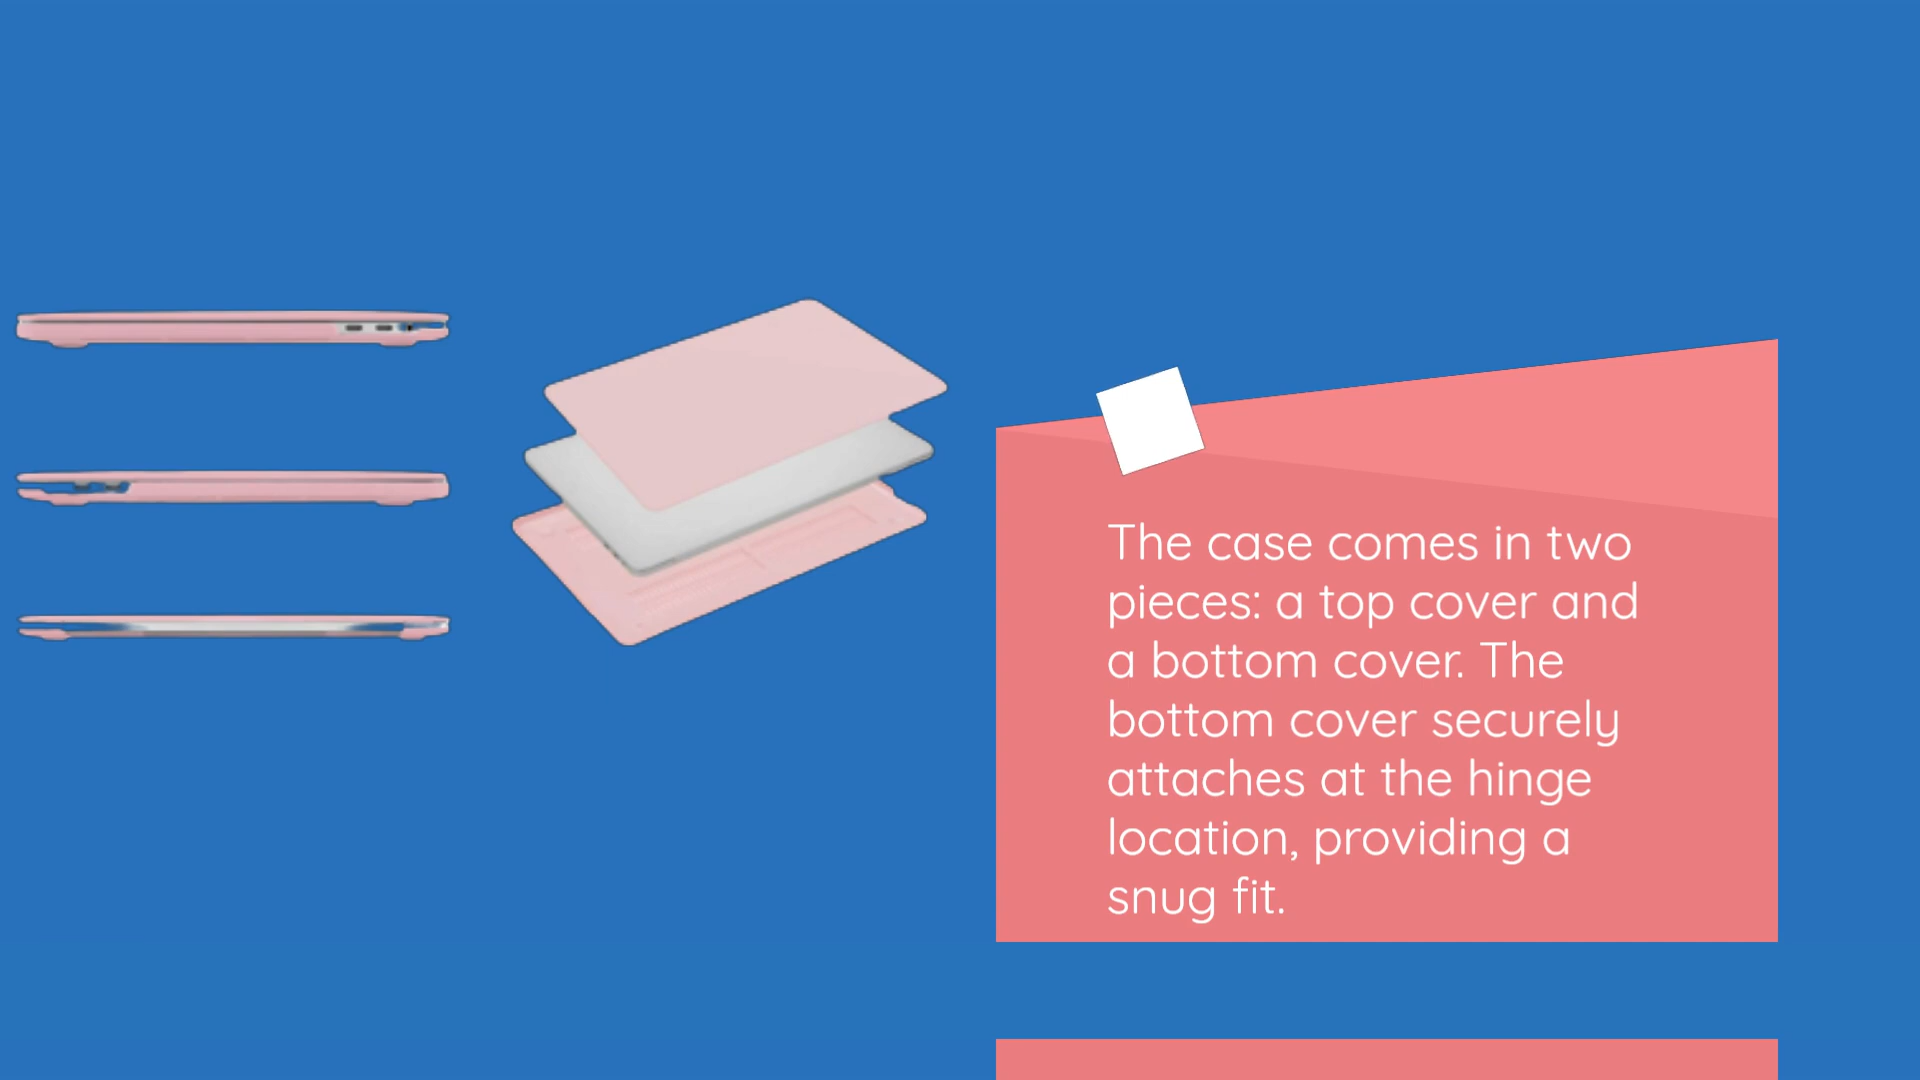 The case comes in two
pieces: a top cover and
a bottom cover. The
bottom cover securely
attaches at the hinge
location, providing a
snug fit.